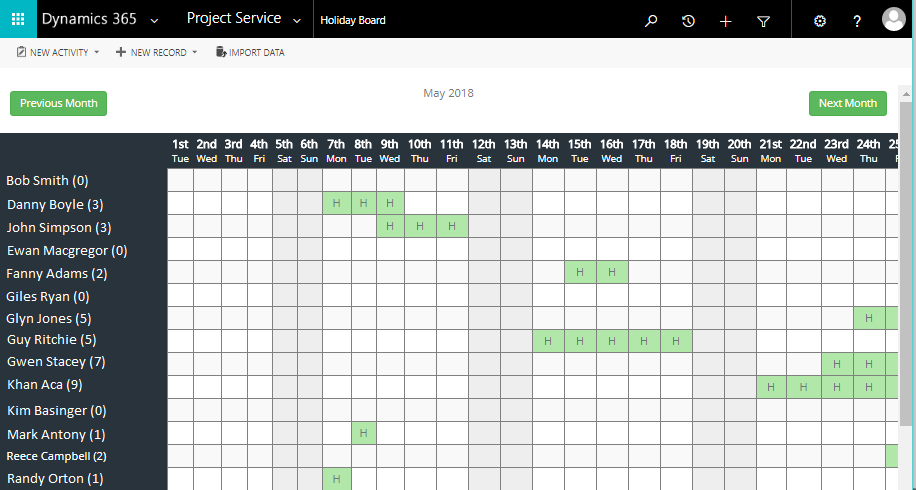 Dynamics 365 Project Service Holiday Board ?
NEW ACTIVITY NEW RECORD IMPORT DATA
Previous Month May 2018 Next Month
1st 2nd 3rd 4th 5th 6th 7th 8th 9th 10th 11th 12th 13th 14th 15th 16th 17th 18th 19th 20th 21st 22nd 23rd 24th
Tue Wed Thu Fri Sat Sun Mon Tue Wed Thu Fri Sat Sun Mon Tue Wed Thu Fri Sat Sun Mon Tue Wed Thu
Bob Smith (0)
Danny Boyle (3) H H H
John Simpson (3) H H H
Ewan Macgregor (0)
Fanny Adams (2) H H
Giles Ryan (0)
Glyn Jones (5) H
Guy Ritchie (5) H H H H H
Gwen Stacey (7) H H
Khan Aca (9) H H H H
Kim Basinger (0)
Mark Antony (1) H
Reece Campbell (2)
Randy Orton (1) H